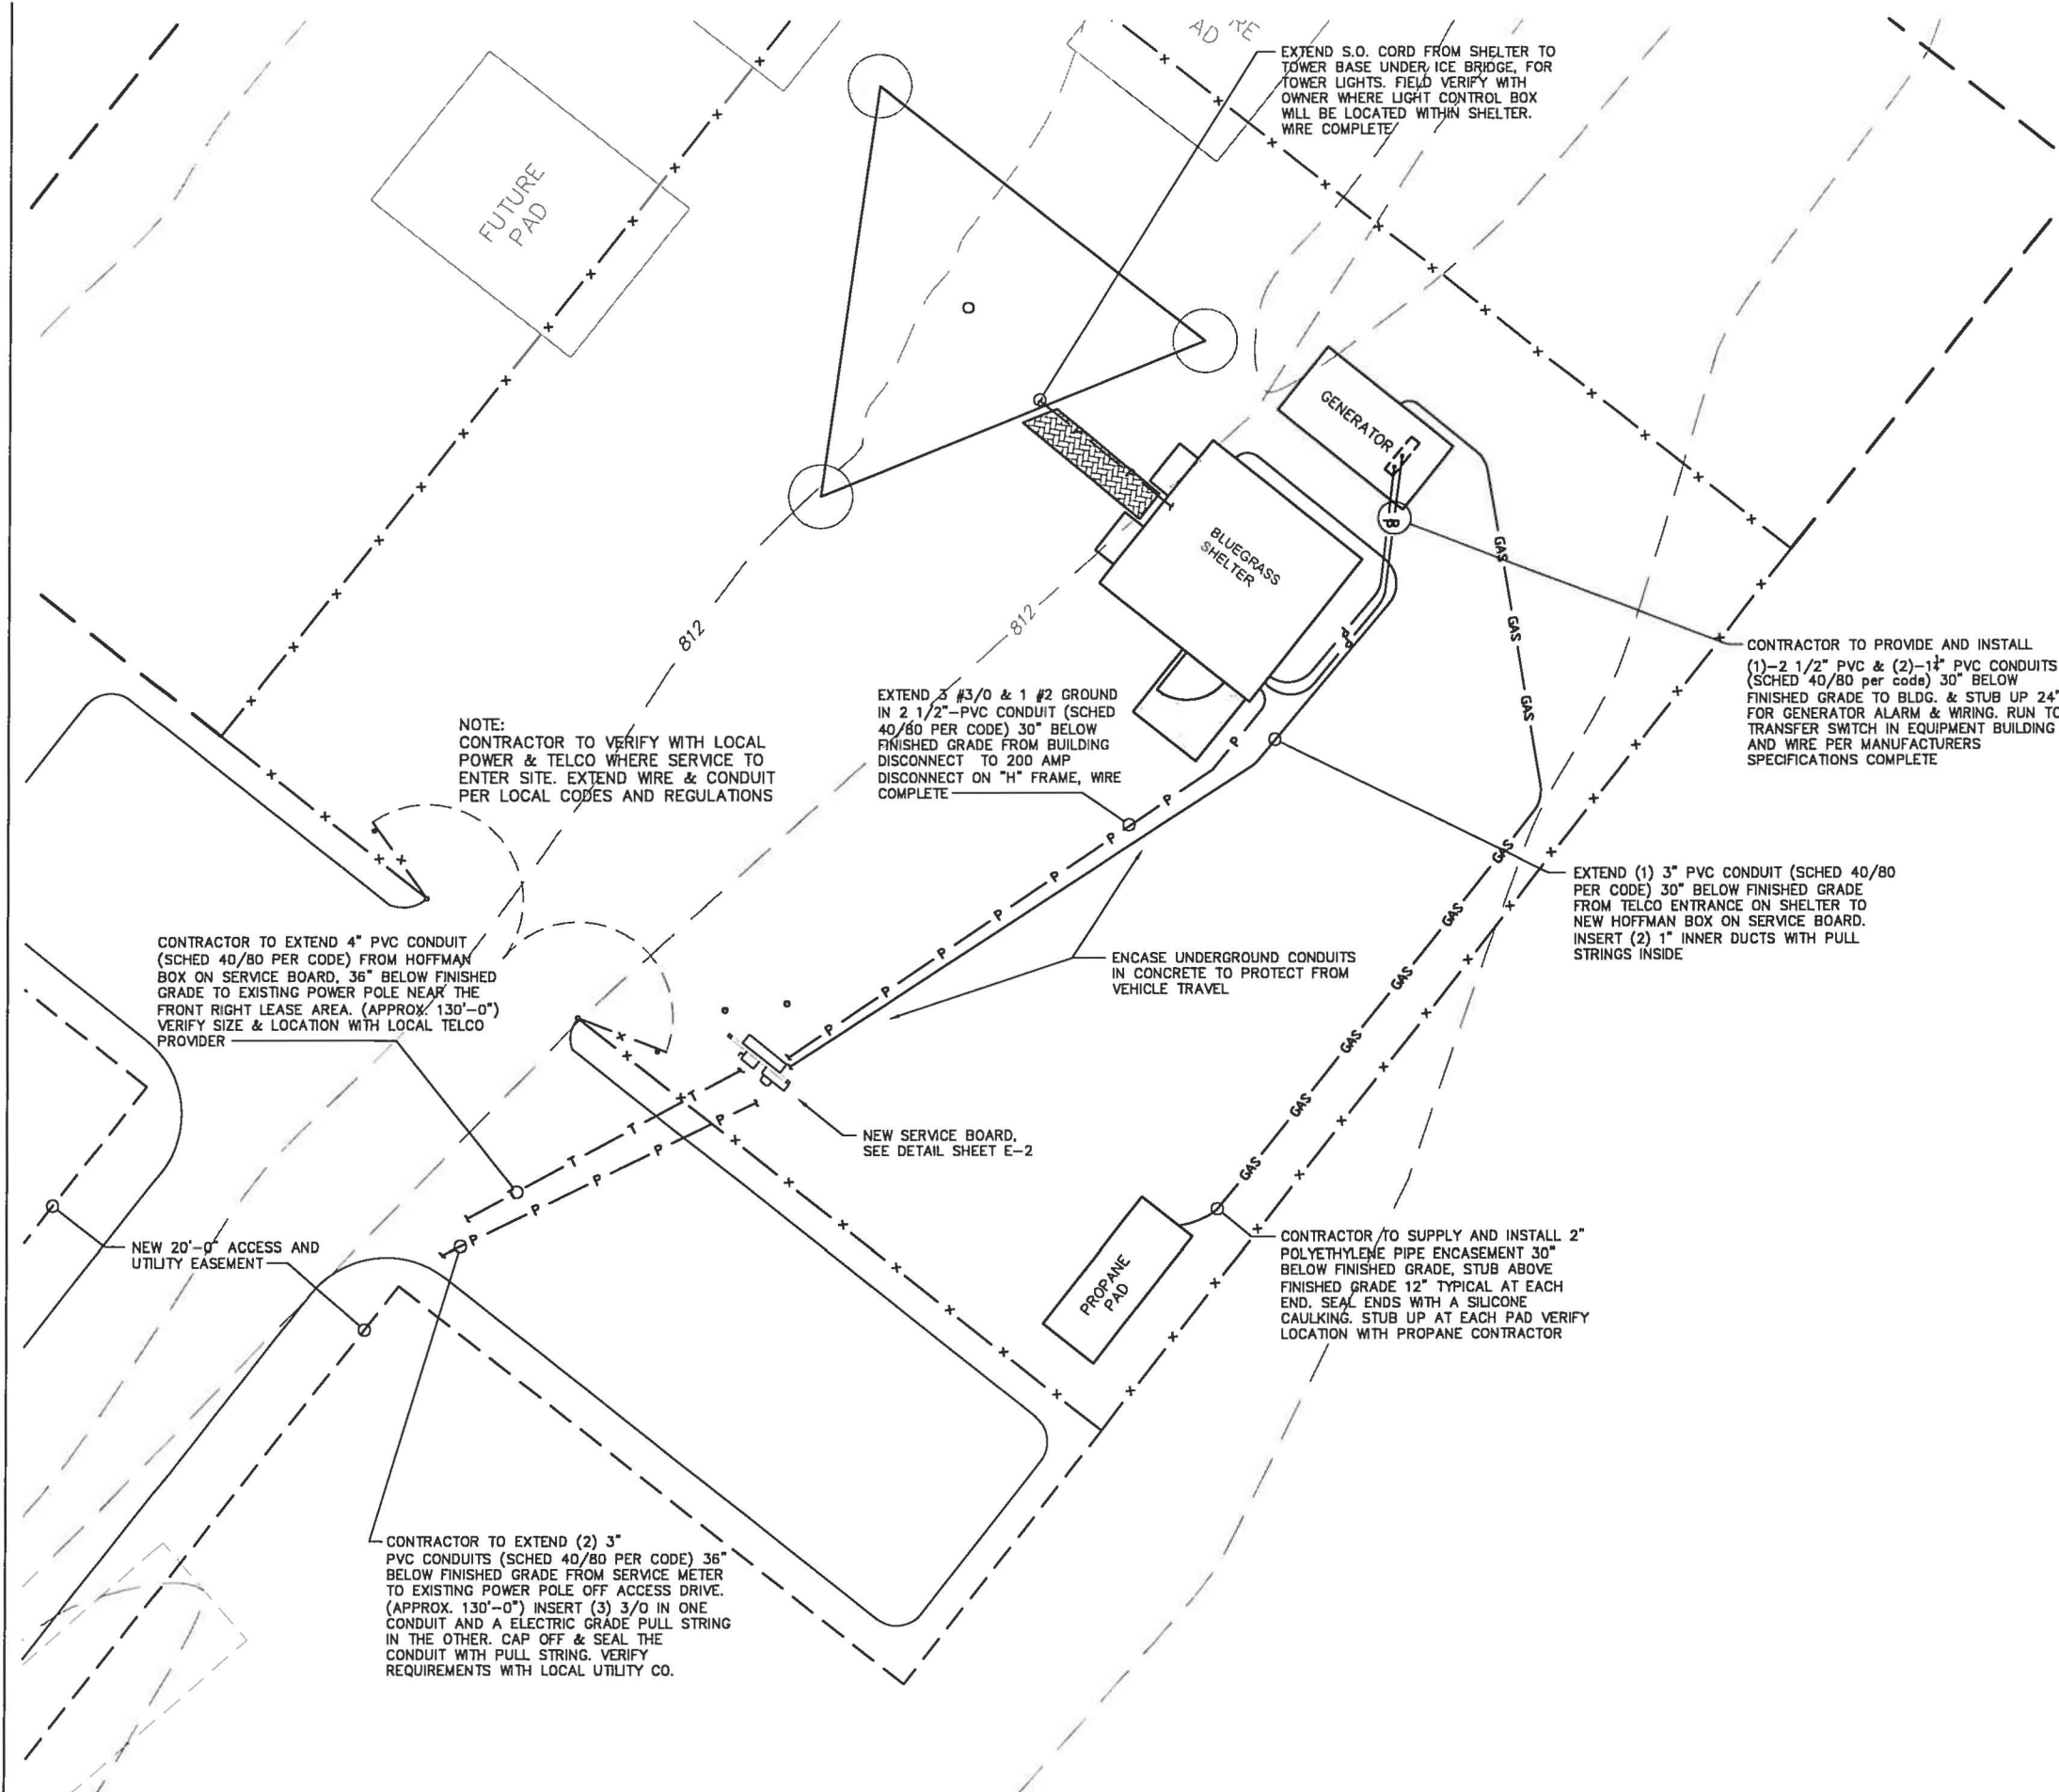 RE
AD
EXTEND S.O. CORD FROM SHELTER TO
TOWER BASE UNDER ICE BRIDGE, FOR
TOWER LIGHTS. FIELD VERIFY WITH
OWNER WHERE LIGHT CONTROL BOX
WILL BE LOCATED WITHIN SHELTER.
WIRE COMPLETE
FUTURE
PAD
GENERATOR
P
P
BLUEGRASS
SHELTER
GAS
GAS
GAS
GAS
812
812
CONTRACTOR TO PROVIDE AND INSTALL
(1)-2 1/2" PVC & (2)-1¼" PVC CONDUITS
(SCHED 40/80 per code) 30" BELOW
FINISHED GRADE TO BLDG. & STUB UP 24"
FOR GENERATOR ALARM & WIRING. RUN TO
TRANSFER SWITCH IN EQUIPMENT BUILDING
AND WIRE PER MANUFACTURERS
SPECIFICATIONS COMPLETE
EXTEND 3 #3/0 & 1 #2 GROUND
IN 2 1/2"-PVC CONDUIT (SCHED
40/80 PER CODE) 30" BELOW
FINISHED GRADE FROM BUILDING
DISCONNECT TO 200 AMP
DISCONNECT ON "H" FRAME, WIRE
COMPLETE
NOTE:
CONTRACTOR TO VERIFY WITH LOCAL
POWER & TELCO WHERE SERVICE TO
ENTER SITE. EXTEND WIRE & CONDUIT
PER LOCAL CODES AND REGULATIONS
P
P
P
P
P
P
P
P
EXTEND (1) 3" PVC CONDUIT (SCHED 40/80
PER CODE) 30" BELOW FINISHED GRADE
FROM TELCO ENTRANCE ON SHELTER TO
NEW HOFFMAN BOX ON SERVICE BOARD.
INSERT (2) 1" INNER DUCTS WITH PULL
STRINGS INSIDE
CONTRACTOR TO EXTEND 4" PVC CONDUIT
(SCHED 40/80 PER CODE) FROM HOFFMAN
BOX ON SERVICE BOARD, 36" BELOW FINISHED
GRADE TO EXISTING POWER POLE NEAR THE
FRONT RIGHT LEASE AREA. (APPROX. 130'-0")
VERIFY SIZE & LOCATION WITH LOCAL TELCO
PROVIDER
ENCASE UNDERGROUND CONDUITS
IN CONCRETE TO PROTECT FROM
VEHICLE TRAVEL
GAS
GAS
GAS
GAS
GAS
GAS
T
T
T
P
P
P
P
P
NEW SERVICE BOARD,
SEE DETAIL SHEET E-2
NEW 20'-0" ACCESS AND
UTILITY EASEMENT
PROPANE
PAD
CONTRACTOR TO SUPPLY AND INSTALL 2"
POLYETHYLENE PIPE ENCASEMENT 30"
BELOW FINISHED GRADE, STUB ABOVE
FINISHED GRADE 12" TYPICAL AT EACH
END. SEAL ENDS WITH A SILICONE
CAULKING. STUB UP AT EACH PAD VERIFY
LOCATION WITH PROPANE CONTRACTOR
CONTRACTOR TO EXTEND (2) 3"
PVC CONDUITS (SCHED 40/80 PER CODE) 36"
BELOW FINISHED GRADE FROM SERVICE METER
TO EXISTING POWER POLE OFF ACCESS DRIVE.
(APPROX. 130'-0") INSERT (3) 3/0 IN ONE
CONDUIT AND A ELECTRIC GRADE PULL STRING
IN THE OTHER. CAP OFF & SEAL THE
CONDUIT WITH PULL STRING. VERIFY
REQUIREMENTS WITH LOCAL UTILITY CO.